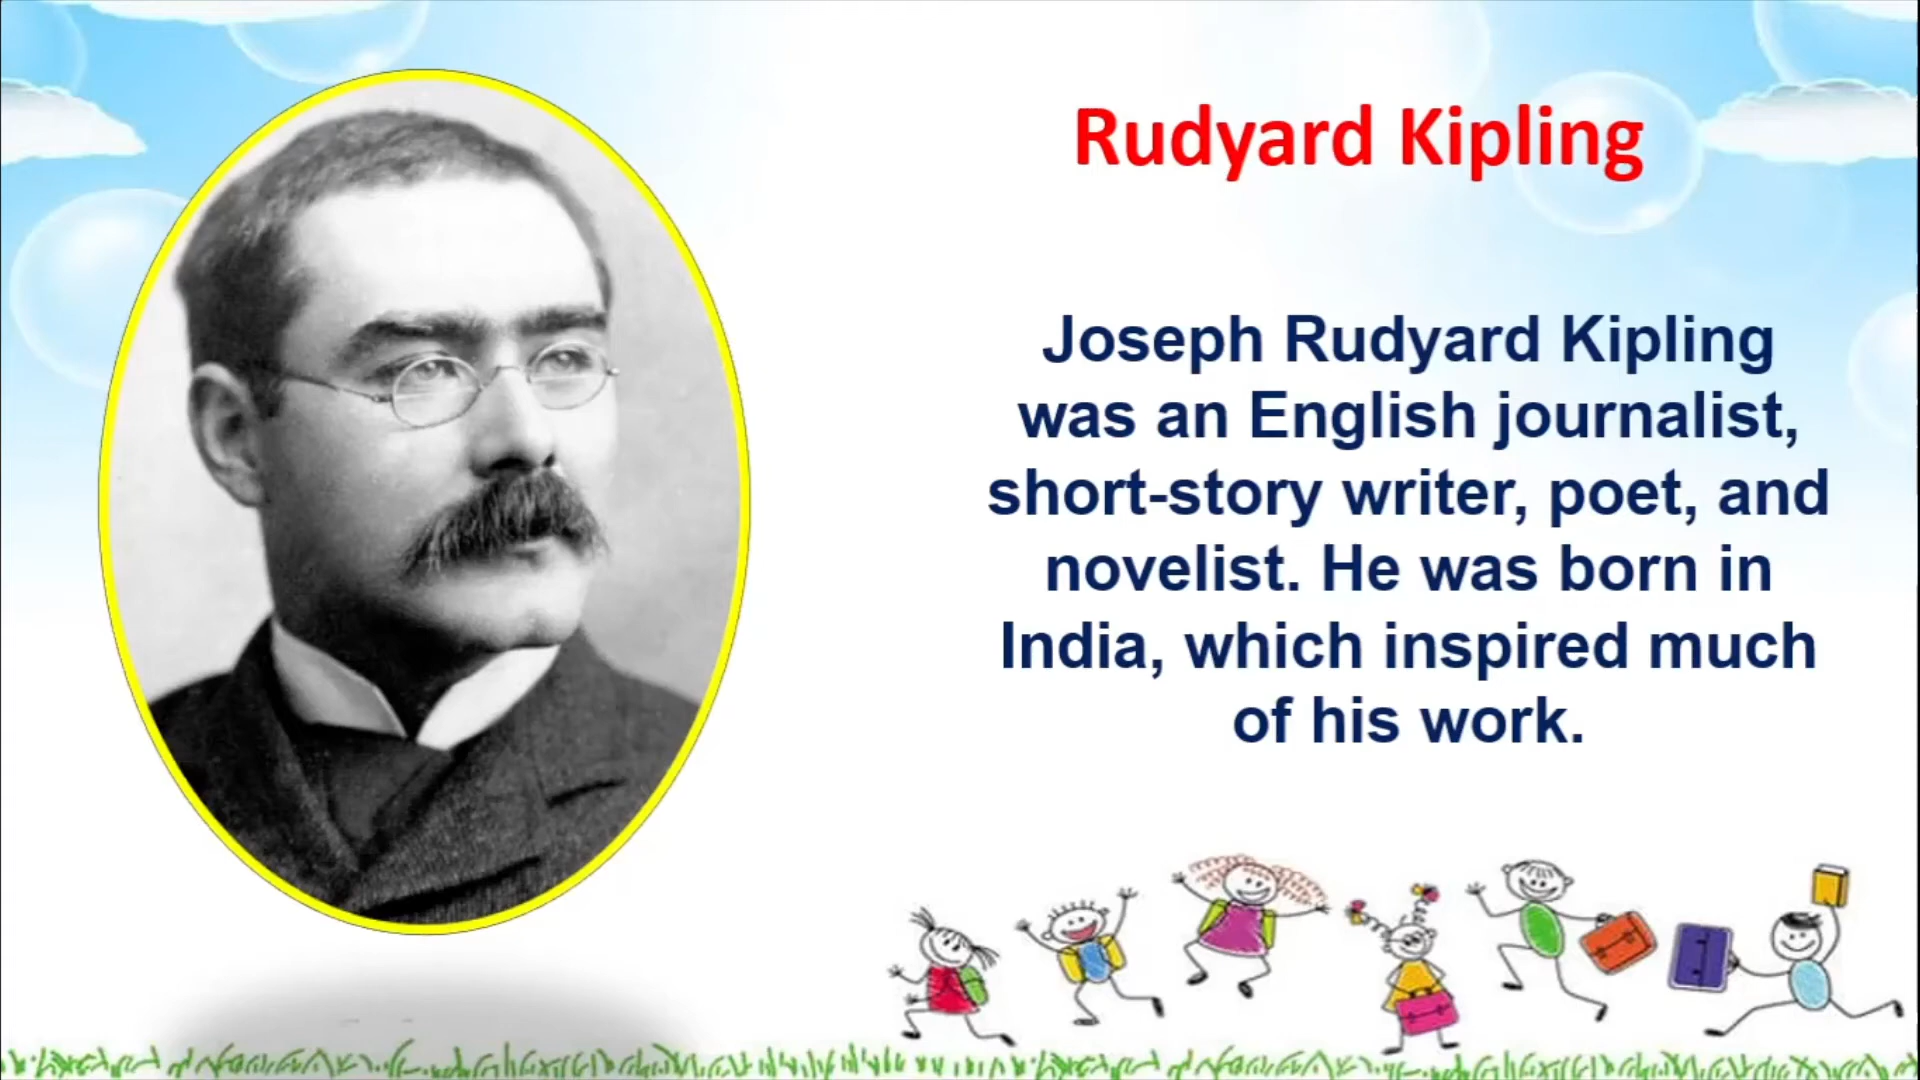 Rudyard Kipling
Joseph Rudyard Kipling
was an English journalist,
short-story writer, poet, and
novelist. He was born in
India, which inspired much
of his work.